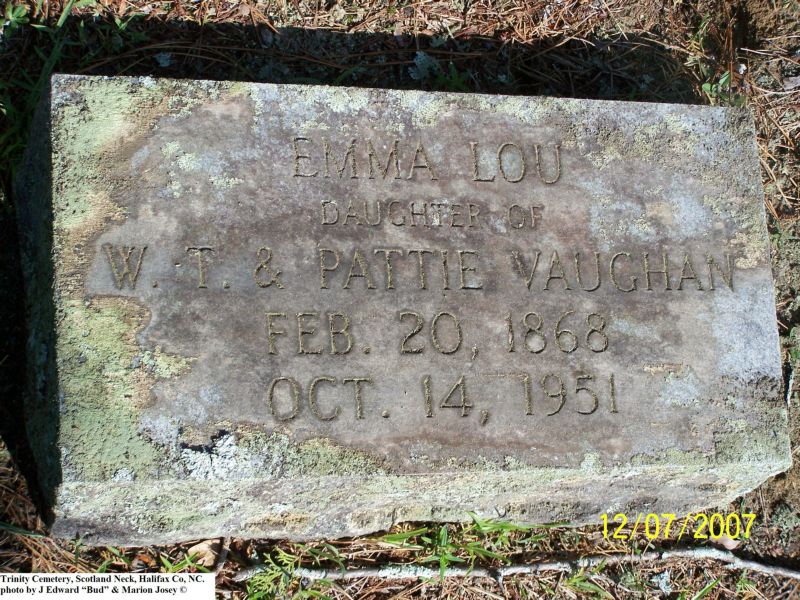 EMMA LOU
DAUGHTER OF
W. T. & PATTIE VAUGHAN
FEB. 20, 1868
OCT. 14, 1951
12/07/2007
Trinity Cemetery, Scotland Neck, Halifax Co, NC.
photo by J Edward “Bud” & Marion Josey ©